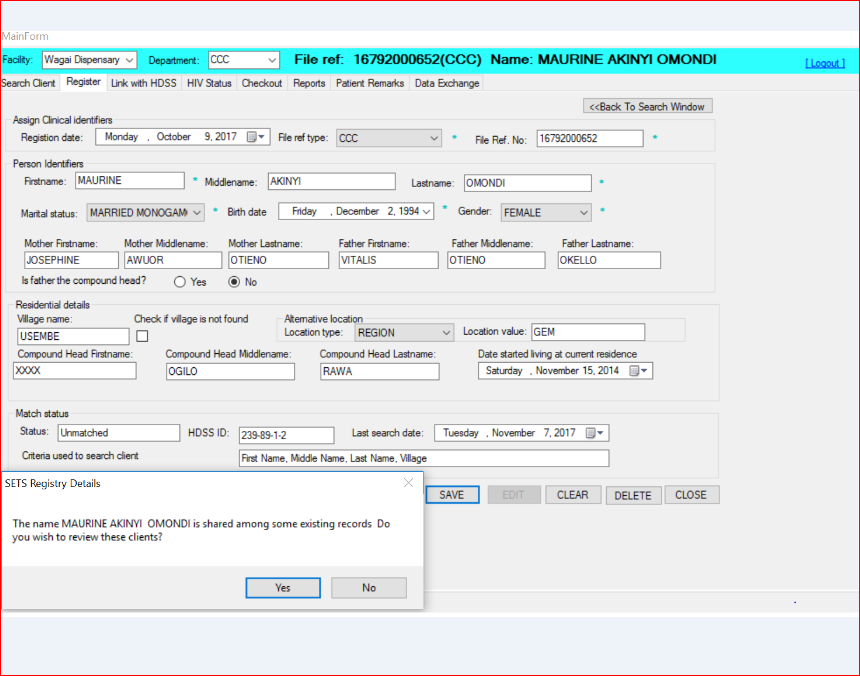 MainForm
Facility: Wagai Dispensary Department: CCC File ref: 16792000652(CCC) Name: MAURINE AKINYI OMONDI [Logout ]
Search Client Register Link with HDSS HIV Status Checkout Reports Patient Remarks Data Exchange
<<Back To Search Window
Assign Clinical identifiers
Registion date: Monday , October 9, 2017 File ref type: CCC * File Ref. No: 16792000652 *
Person Identifiers
Firstname: MAURINE * Middlename: AKINYI Lastname: OMONDI *
Marital status: MARRIED MONOGAM * Birth date Friday , December 2, 1994 * Gender: FEMALE *
Mother Firstname: Mother Middlename: Mother Lastname: Father Firstname: Father Middlename: Father Lastname:
JOSEPHINE AWUOR OTIENO VITALIS OTIENO OKELLO
Is father the compound head? Yes No
Residential details
Village name: Check if village is not found Alternative location
USEMBE Location type: REGION Location value: GEM
Compound Head Firstname: Compound Head Middlename: Compound Head Lastname: Date started living at current residence
XXXX OGILO RAWA Saturday , November 15, 2014
Match status
Status: Unmatched HDSS ID: 239-89-1-2 Last search date: Tuesday , November 7, 2017
Criteria used to search client First Name, Middle Name, Last Name, Village
SETS Registry Details
SAVE EDIT CLEAR DELETE CLOSE
The name MAURINE AKINYI OMONDI is shared among some existing records Do
you wish to review these clients?
Yes No